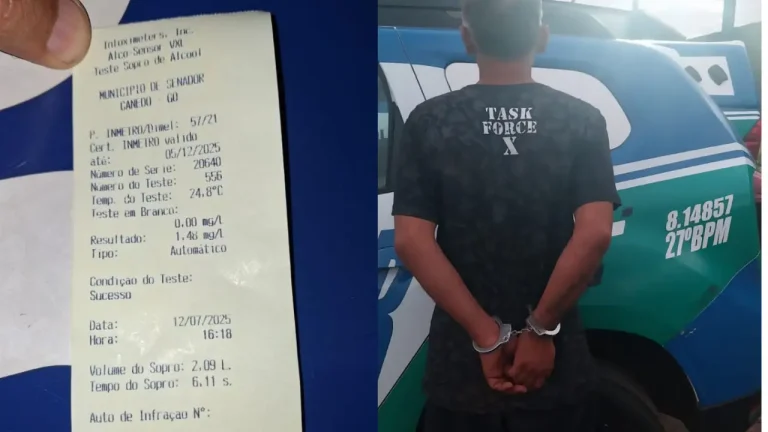 Intoximeters, Inc.
Alco-Sensor VXL
Teste Sopro de Alcool
MUNICIPIO DE SENADOR
CANEDO - GO
P. INMETRO/Dimel: 57/21
Cert. INMETRO valido
até: 05/12/2025
Número de Serie: 20640
Número do Teste: 556
Temp. do Teste: 24.8°C
Teste em Branco:
0.00 mg/l
Resultado: 1.48 mg/l
Tipo: Automático
Condição do Teste:
Sucesso
Data: 12/07/2025
Hora: 16:18
Volume do Sopro: 2.09 L.
Tempo do Sopro: 6.11 s.
Auto de Infração Nº:
TASK
FORCE
X
8.14857
27ºBPM